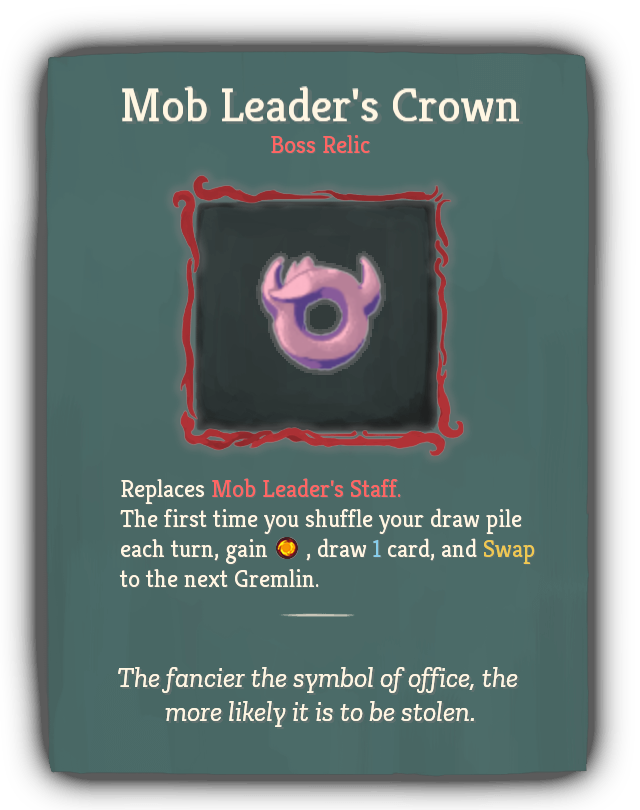 Mob Leader's Crown
Boss Relic
Replaces Mob Leader's Staff.
The first time you shuffle your draw pile
each turn, gain , draw 1 card, and Swap
to the next Gremlin.
The fancier the symbol of office, the
more likely it is to be stolen.